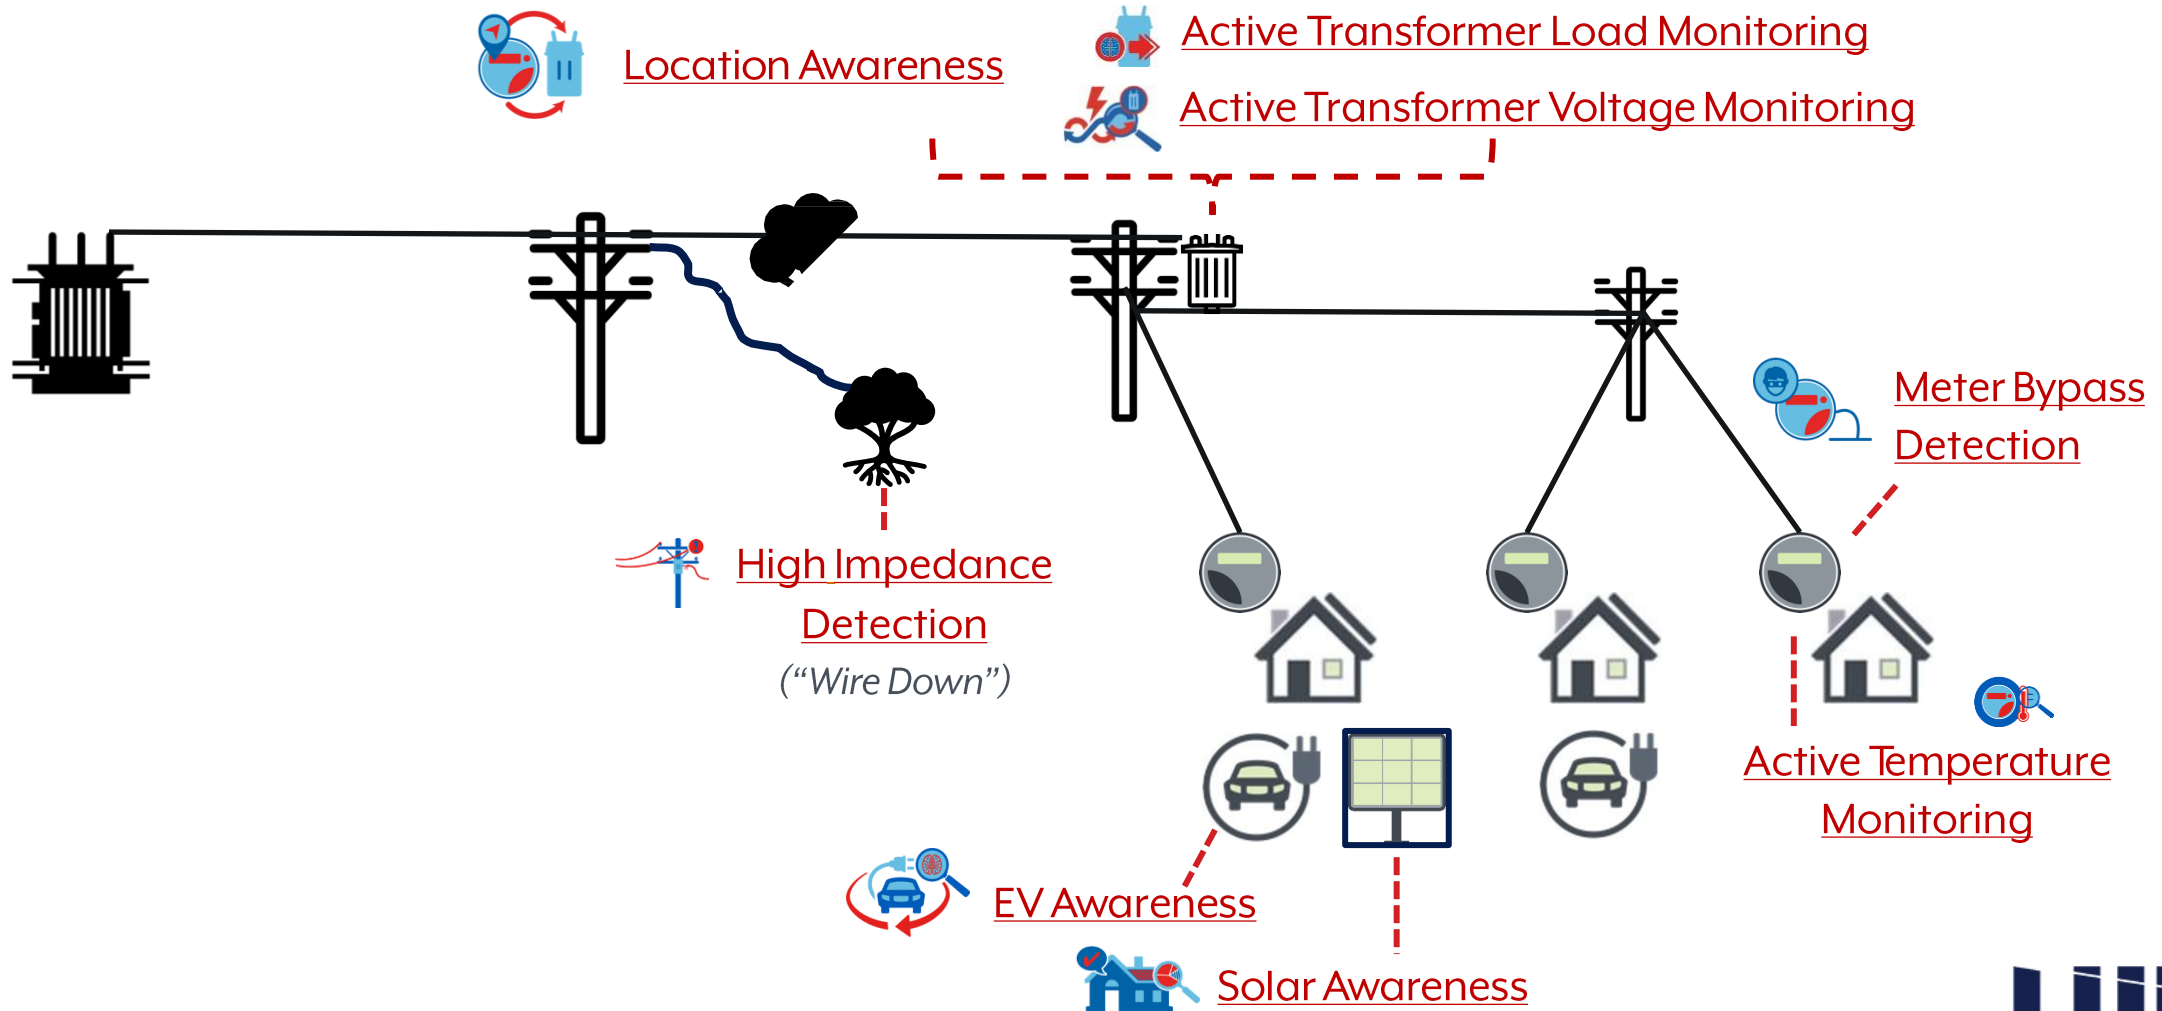 Location Awareness
Active Transformer Load Monitoring
Active Transformer Voltage Monitoring
Meter Bypass
Detection
High Impedance
Detection
(“Wire Down”)
Active Temperature
Monitoring
EV Awareness
Solar Awareness